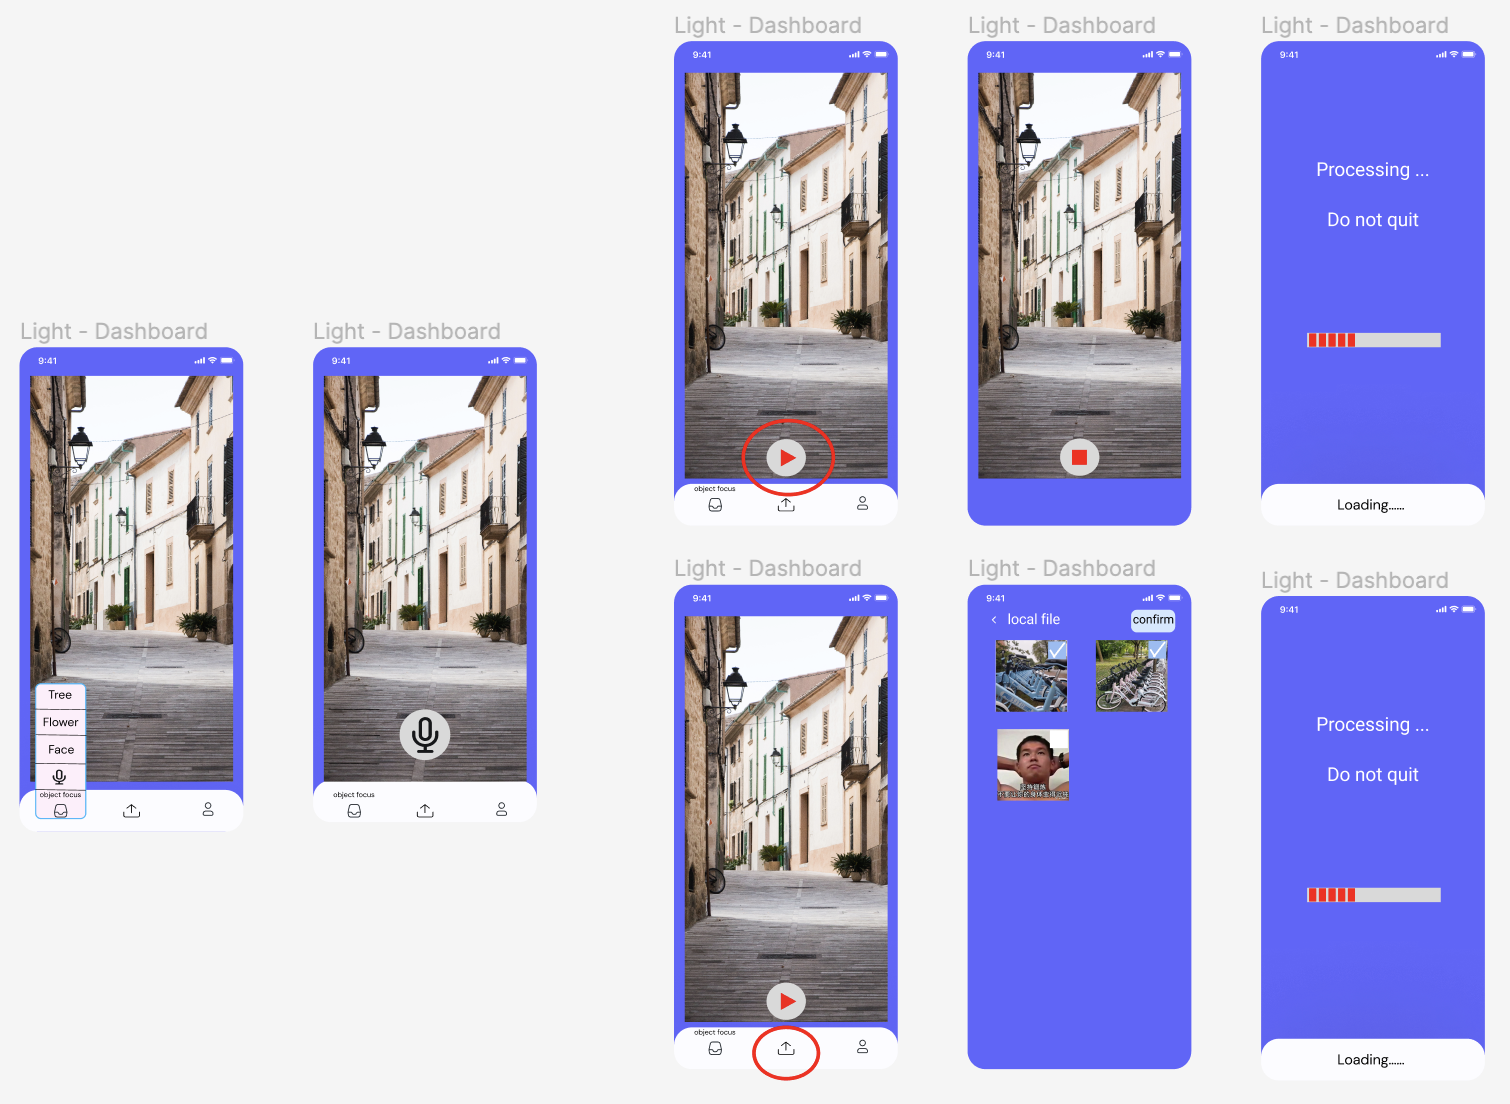 Light - Dashboard
9:41
Tree
Flower
Face
object focus
Light - Dashboard
9:41
object focus
Light - Dashboard
9:41
object focus
Light - Dashboard
9:41
Light - Dashboard
9:41
Processing ...
Do not quit
Loading......
Light - Dashboard
9:41
object focus
Light - Dashboard
9:41
local file
confirm
Light - Dashboard
9:41
Processing ...
Do not quit
Loading......